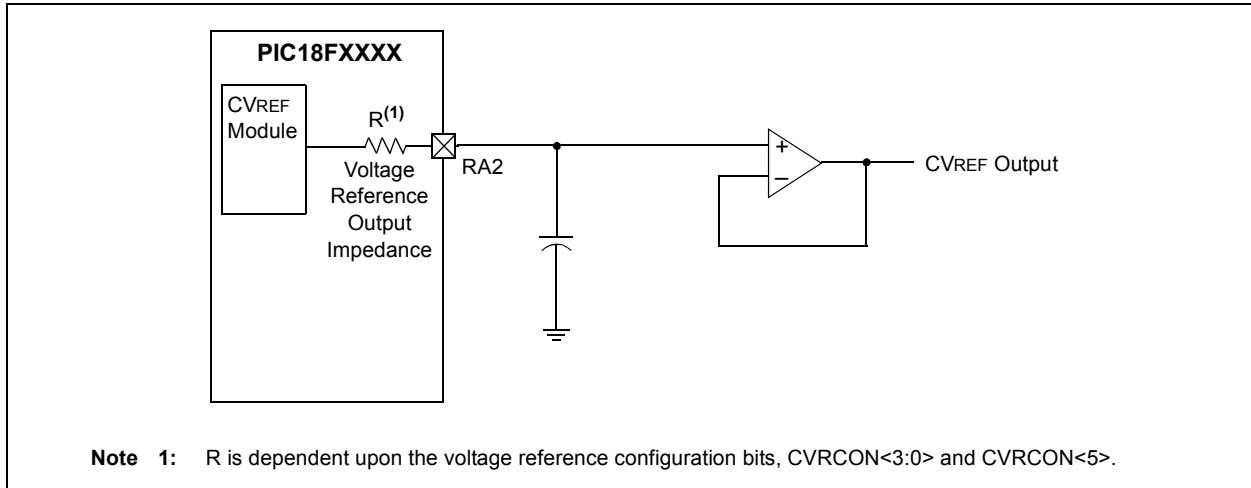 PIC18FXXXX
CVREF
Module
R(1)
Voltage
Reference
Output
Impedance
RA2
+
–
CVREF Output
Note 1: R is dependent upon the voltage reference configuration bits, CVRCON<3:0> and CVRCON<5>.